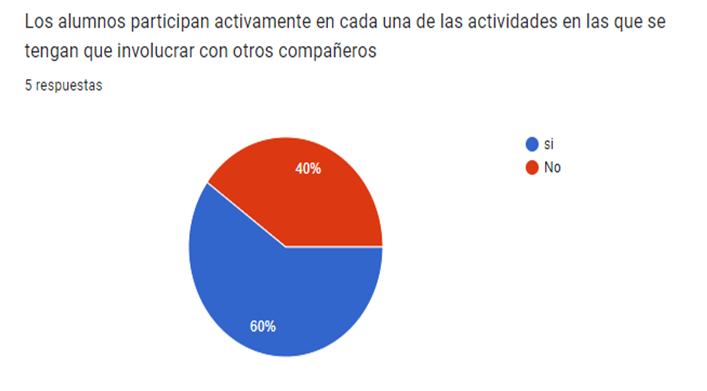 Los alumnos participan activamente en cada una de las actividades en las que se
tengan que involucrar con otros compañeros
5 respuestas
si
No
40%
60%